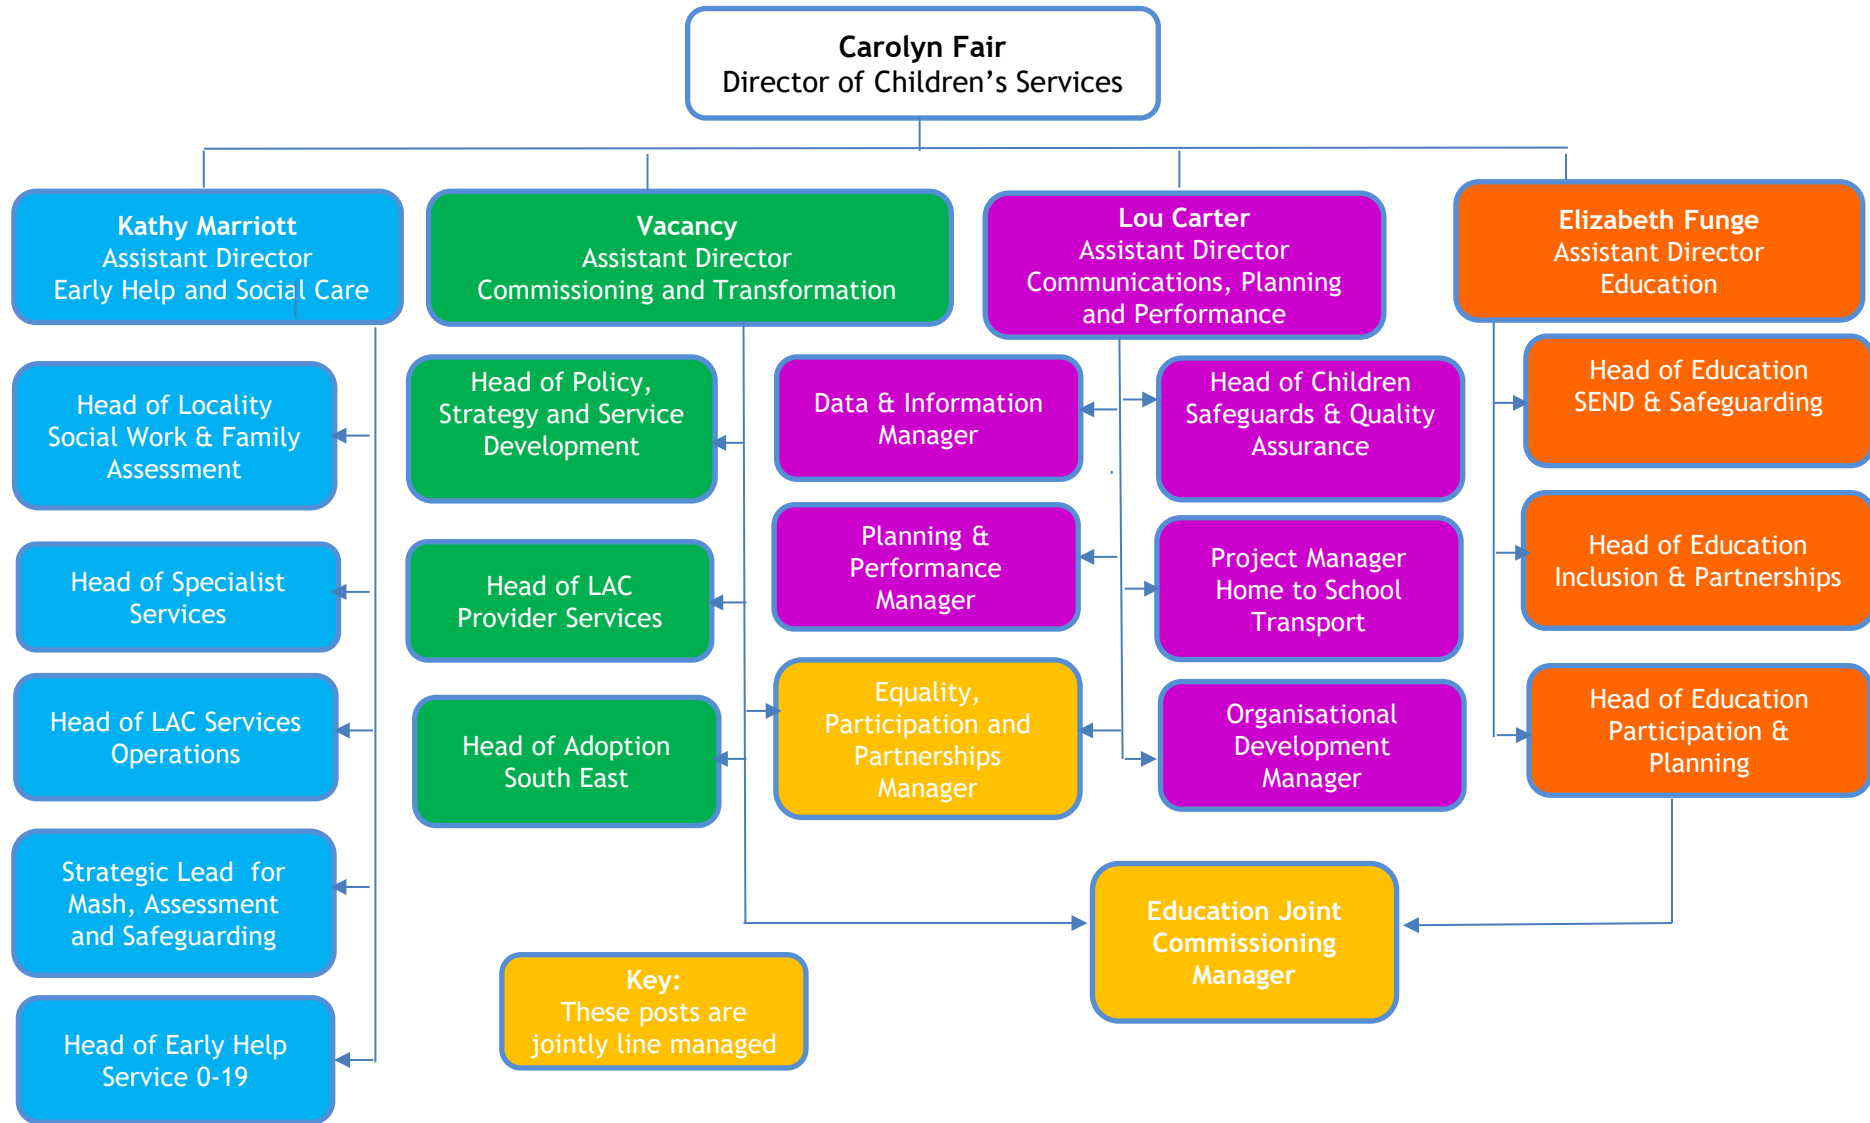 Carolyn Fair
Director of Children’s Services
Kathy Marriott
Assistant Director
Early Help and Social Care
Vacancy
Assistant Director
Commissioning and Transformation
Lou Carter
Assistant Director
Communications, Planning
and Performance
Elizabeth Funge
Assistant Director
Education
Head of Locality
Social Work & Family
Assessment
Head of Specialist
Services
Head of LAC Services
Operations
Strategic Lead  for
Mash, Assessment
and Safeguarding
Head of Early Help
Service 0-19
Head of Policy,
Strategy and Service
Development
Head of LAC
Provider Services
Head of Adoption
South East
Data & Information
Manager
Planning &
Performance
Manager
Equality,
Participation and
Partnerships
Manager
Head of Children
Safeguards & Quality
Assurance
Project Manager
Home to School
Transport
Organisational
Development
Manager
Head of Education
SEND & Safeguarding
Head of Education
Inclusion & Partnerships
Head of Education
Participation &
Planning
Education Joint
Commissioning
Manager
Key:
These posts are
jointly line managed